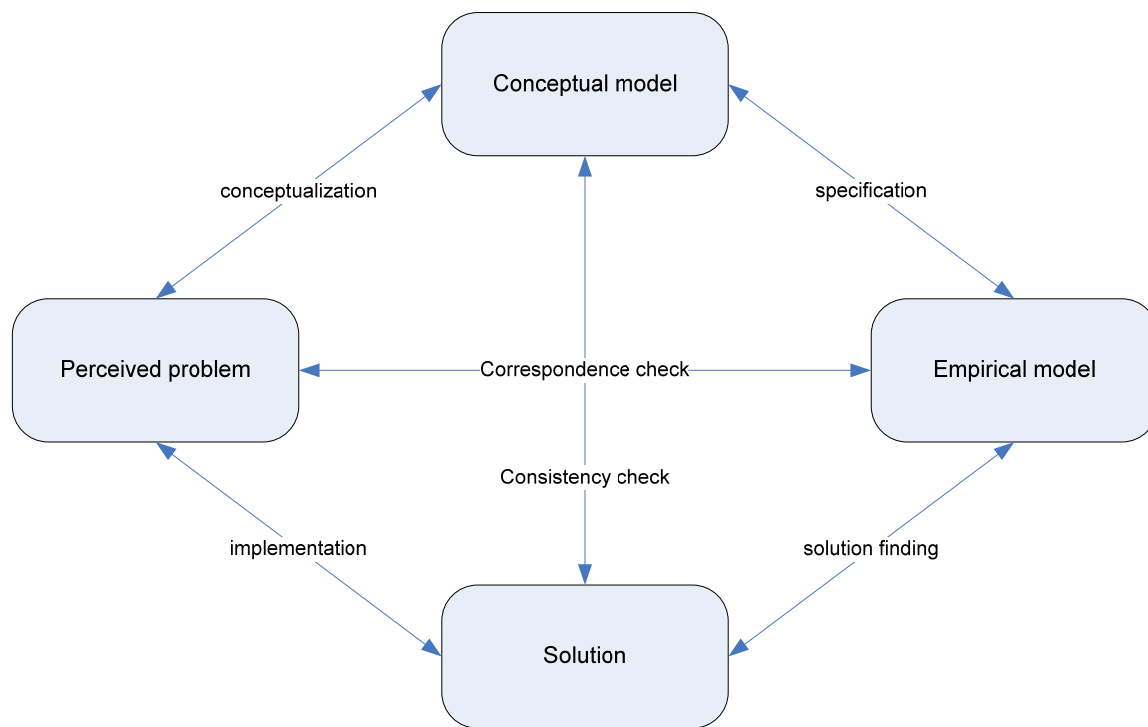 Conceptual model
conceptualization
specification
Perceived problem
Correspondence check
Empirical model
Consistency check
implementation
solution finding
Solution